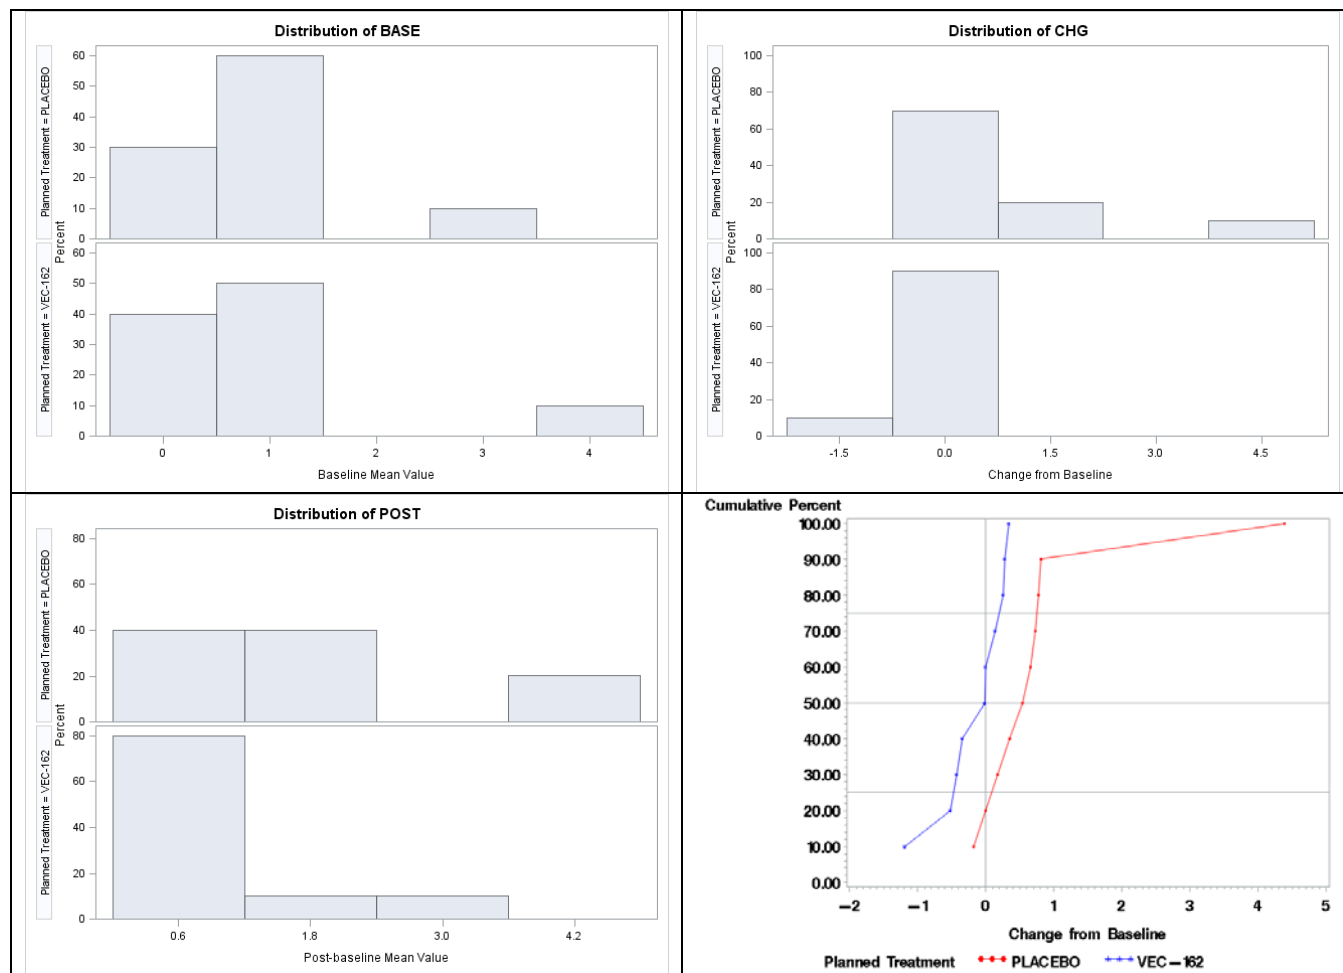 Distribution of BASE
Planned Treatment = PLACEBO
60
50
40
30
20
10
0
Percent
Planned Treatment = VEC-162
60
50
40
30
20
10
0
0 1 2 3 4
Baseline Mean Value
Distribution of CHG
Planned Treatment = PLACEBO
100
80
60
40
20
0
Percent
Planned Treatment = VEC-162
100
80
60
40
20
0
-1.5 0.0 1.5 3.0 4.5
Change from Baseline
Distribution of POST
Planned Treatment = PLACEBO
80
60
40
20
0
Percent
Planned Treatment = VEC-162
80
60
40
20
0
0.6 1.8 3.0 4.2
Post-baseline Mean Value
Cumulative Percent
100.00
90.00
80.00
70.00
60.00
50.00
40.00
30.00
20.00
10.00
0.00
−2 −1 0 1 2 3 4 5
Change from Baseline
Planned Treatment PLACEBO VEC−162